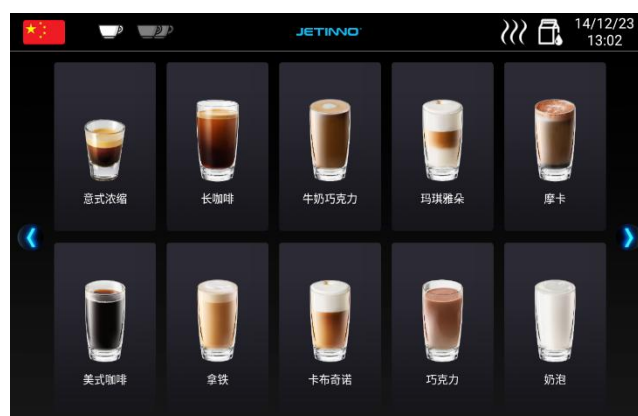 JETINNO
14/12/23
13:02
意式浓缩
长咖啡
牛奶巧克力
玛琪雅朵
摩卡
美式咖啡
拿铁
卡布奇诺
巧克力
奶泡